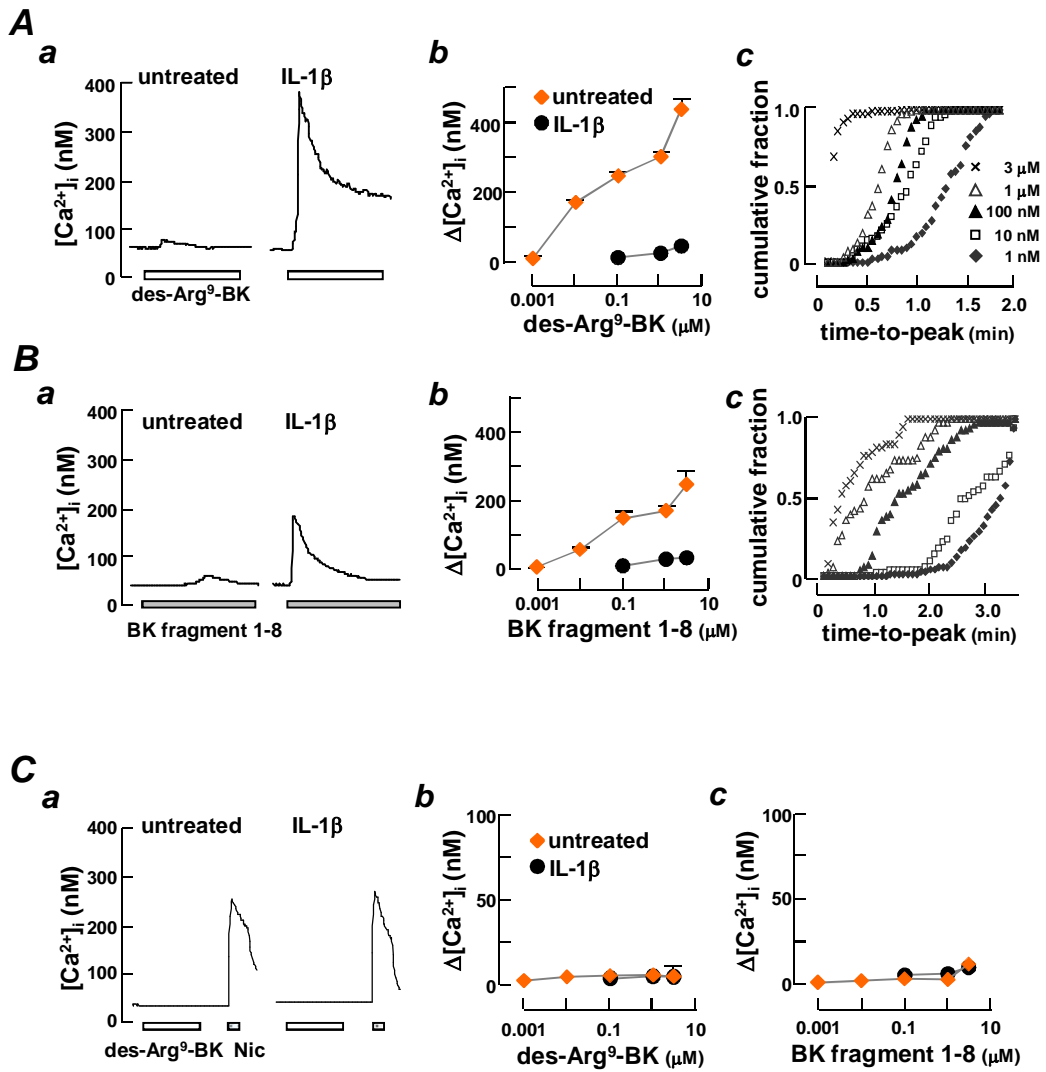 A
a
untreated
IL-1β
400
300
200
100
0
[Ca²⁺]ᵢ (nM)
des-Arg⁹-BK
b
untreated
IL-1β
400
200
0
Δ[Ca²⁺]ᵢ (nM)
0.001
0.1
10
des-Arg⁹-BK (μM)
c
1.0
0.5
0
cumulative fraction
3 μM
1 μM
100 nM
10 nM
1 nM
0
0.5
1.0
1.5
2.0
time-to-peak (min)
B
a
untreated
IL-1β
400
300
200
100
0
[Ca²⁺]ᵢ (nM)
BK fragment 1-8
b
400
200
0
Δ[Ca²⁺]ᵢ (nM)
0.001
0.1
10
BK fragment 1-8 (μM)
c
1.0
0.5
0
cumulative fraction
0
1.0
2.0
3.0
time-to-peak (min)
C
a
untreated
IL-1β
400
300
200
100
0
[Ca²⁺]ᵢ (nM)
des-Arg⁹-BK Nic
b
untreated
IL-1β
100
50
0
Δ[Ca²⁺]ᵢ (nM)
0.001
0.1
10
des-Arg⁹-BK (μM)
c
100
50
0
Δ[Ca²⁺]ᵢ (nM)
0.001
0.1
10
BK fragment 1-8 (μM)